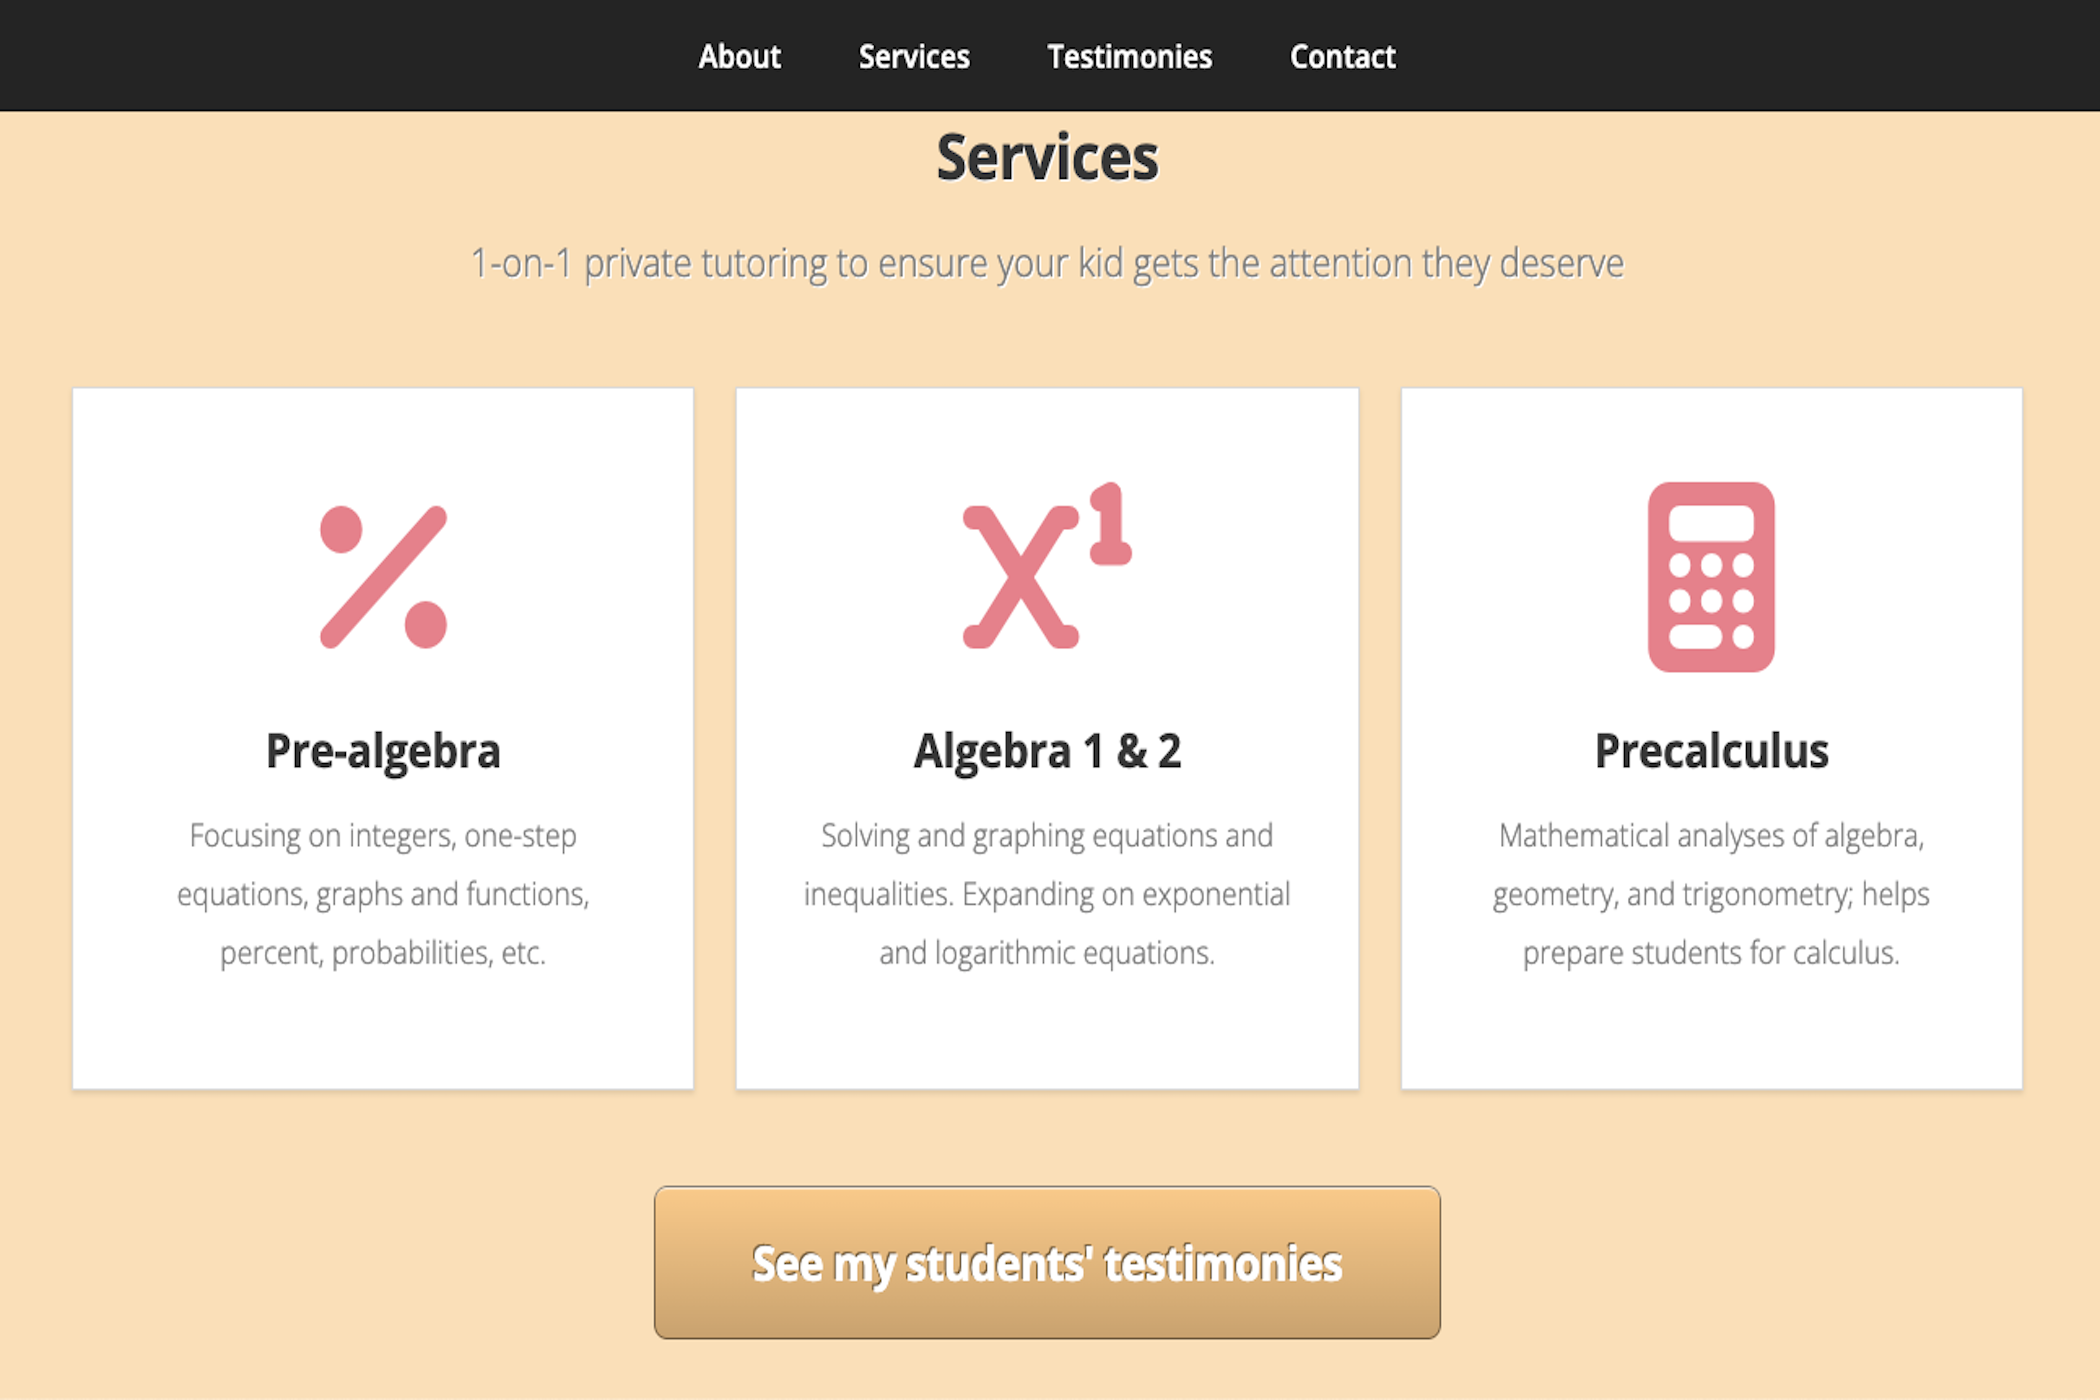 About Services Testimonies Contact
Services
1-on-1 private tutoring to ensure your kid gets the attention they deserve
X1
Pre-algebra
Focusing on integers, one-step
equations, graphs and functions,
percent, probabilities, etc.
Algebra 1 & 2
Solving and graphing equations and
inequalities. Expanding on exponential
and logarithmic equations.
Precalculus
Mathematical analyses of algebra,
geometry, and trigonometry; helps
prepare students for calculus.
See my students' testimonies